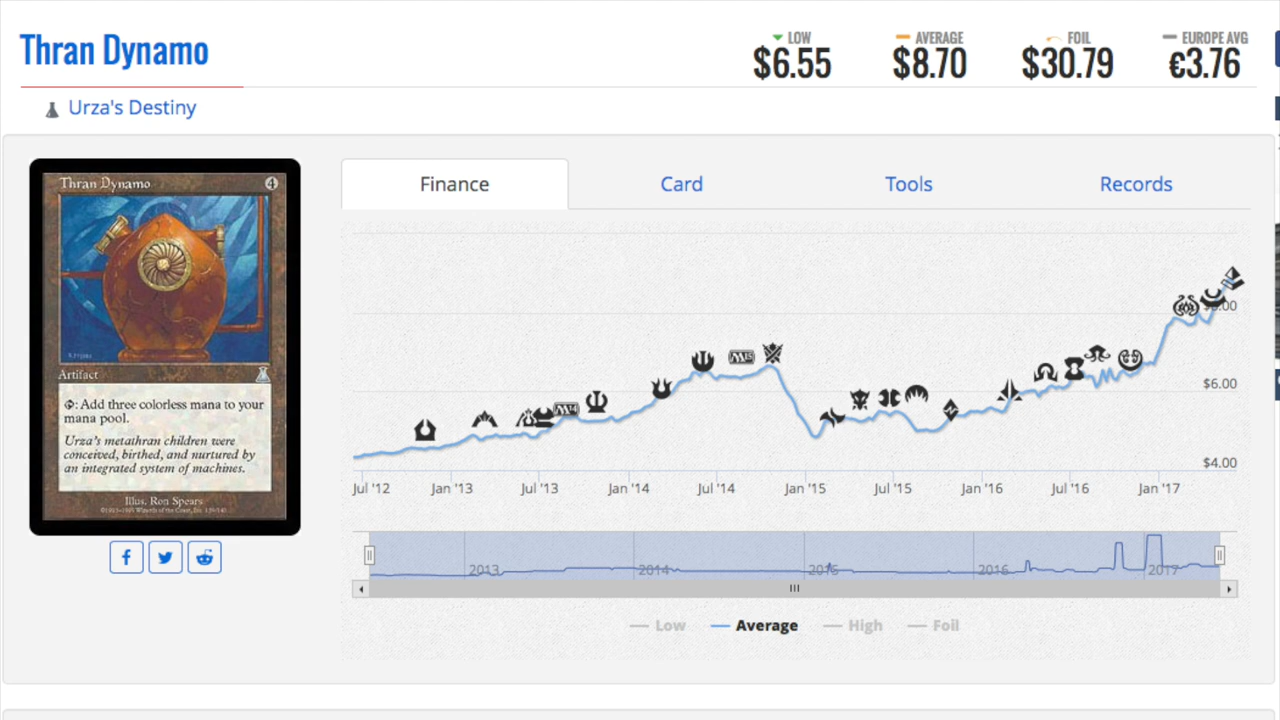 Thran Dynamo
LOW
$6.55
AVERAGE
$8.70
FOIL
$30.79
EUROPE AVG
€3.76
Urza's Destiny
Thran Dynamo 4
Artifact
: Add three colorless mana to your
mana pool.
Urza's metathran children were
conceived, birthed, and nurtured by
an integrated system of machines.
Illus. Ron Spears
Finance
Card
Tools
Records
$6.00
$4.00
Jul '12 Jan '13 Jul '13 Jan '14 Jul '14 Jan '15 Jul '15 Jan '16 Jul '16 Jan '17
2013 2014 2015 2016 2017
Low Average High Foil